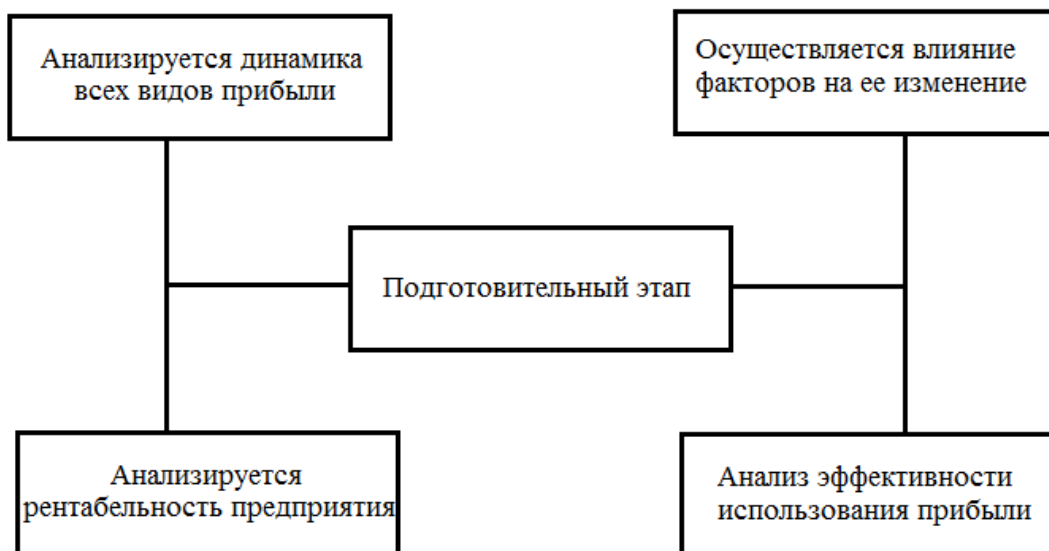 Анализируется динамика
всех видов прибыли
Осуществляется влияние
факторов на ее изменение
Подготовительный этап
Анализируется
рентабельность предприятия
Анализ эффективности
использования прибыли